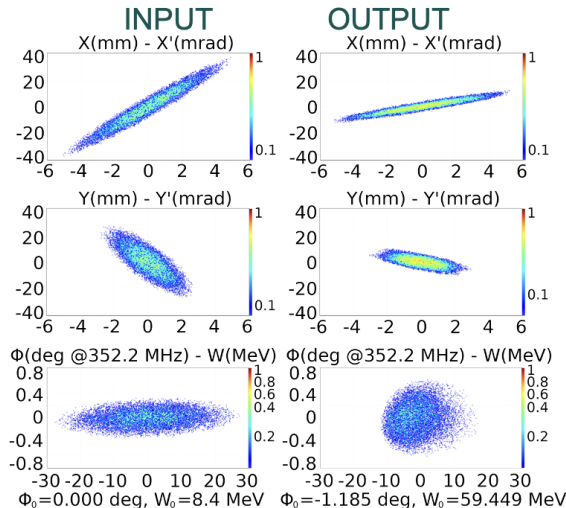 INPUT OUTPUT
X(mm) - X'(mrad) X(mm) - X'(mrad)
40 1 40 1
20 20
0 0
-20 -20
-40 0.1 -40 0.1
-6 -4 -2 0 2 4 6 -6 -4 -2 0 2 4 6
Y(mm) - Y'(mrad) Y(mm) - Y'(mrad)
40 1 40 1
20 20
0 0
-20 -20
-40 0.1 -40 0.1
-6 -4 -2 0 2 4 6 -6 -4 -2 0 2 4 6
Φ(deg @352.2 MHz) - W(MeV) Φ(deg @352.2 MHz) - W(MeV)
0.8 1 0.8 1
0.8 0.8
0.4 0.6 0.4 0.6
0.4 0.4
0 0
-0.4 0.2 -0.4 0.2
-0.8 -0.8
-30 -20 -10 0 10 20 30 -30 -20 -10 0 10 20 30
Φ₀=0.000 deg, W₀=8.4 MeV Φ₀=-1.185 deg, W₀=59.449 MeV